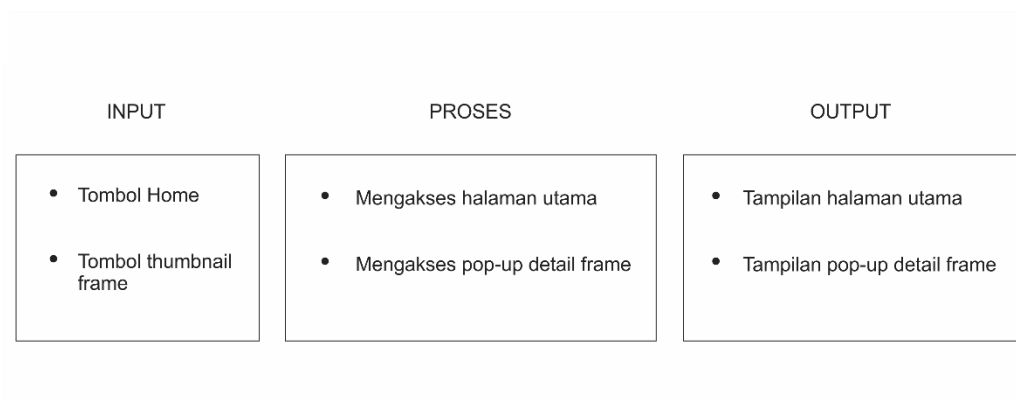 INPUT
PROSES
OUTPUT
• Tombol Home
• Tombol thumbnail
frame
• Mengakses halaman utama
• Mengakses pop-up detail frame
• Tampilan halaman utama
• Tampilan pop-up detail frame